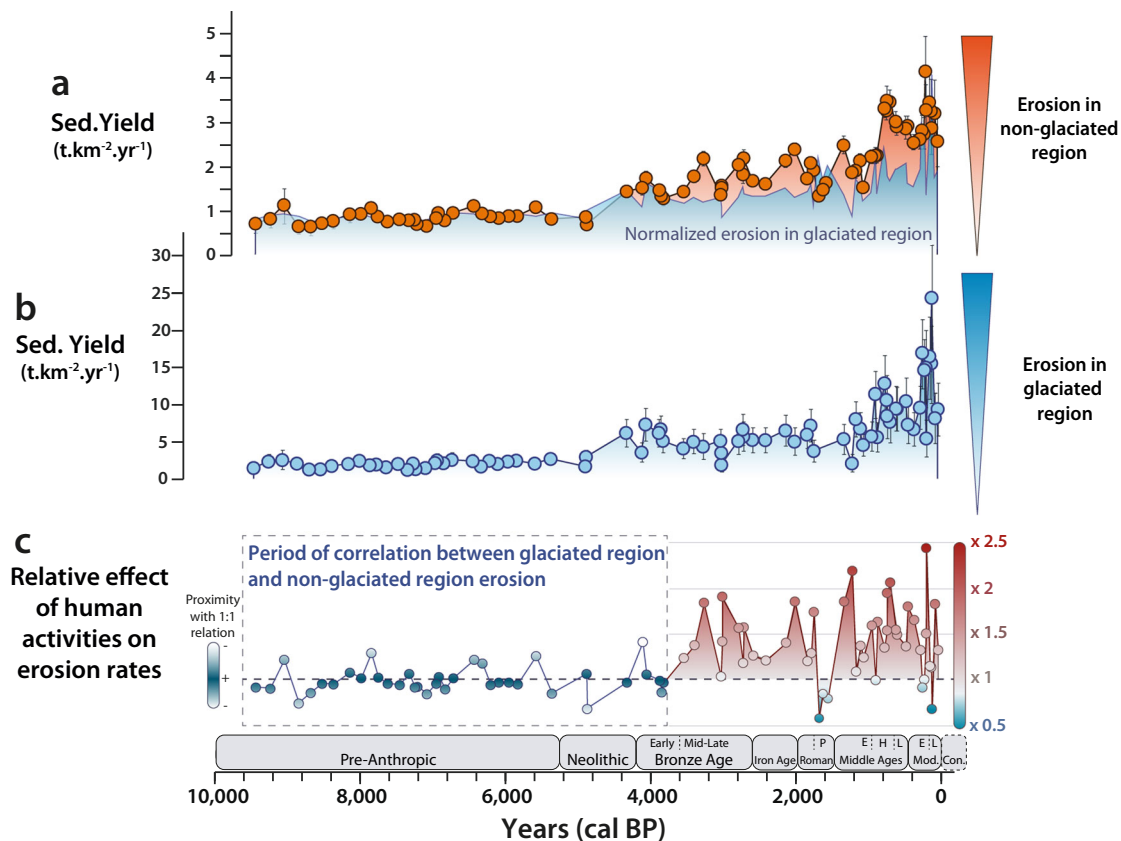 a
Sed.Yield
(t.km⁻².yr⁻¹)
5
4
3
2
1
0
Normalized erosion in glaciated region
Erosion in
non-glaciated
region
b
Sed. Yield
(t.km⁻².yr⁻¹)
30
25
20
15
10
5
0
Erosion in
glaciated
region
c
Relative effect
of human
activities on
erosion rates
Proximity
with 1:1
relation
-
+
-
Period of correlation between glaciated region
and non-glaciated region erosion
x 2.5
x 2
x 1.5
x 1
x 0.5
Early Mid-Late P E H L E L
Pre-Anthropic Neolithic Bronze Age Iron Age Roman Middle Ages Mod. Con.
10,000 8,000 6,000 4,000 2,000 0
Years (cal BP)